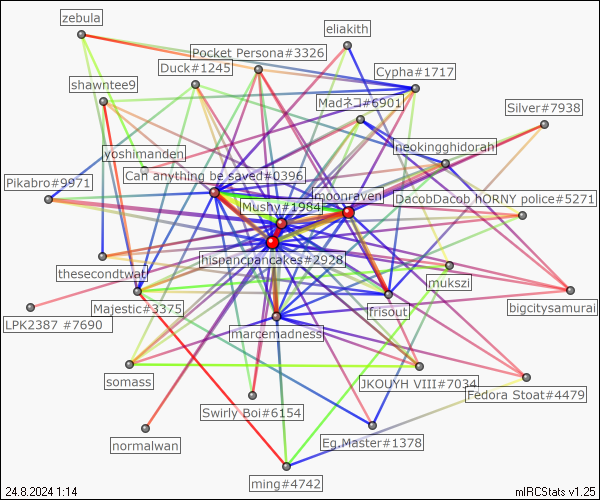 zebula
eliakith
Pocket Persona#3326
Duck#1245
Cypha#1717
shawntee9
Madネコ#6901
Silver#7938
neokingghidorah
yoshimanden
Can anything be saved#0396
Pikabro#9971
moonraven
DacobDacob hORNY police#5271
Mushy#1984
hispancpancakes#2928
thesecondtwat
mukszi
Majestic#3375
frisout
bigcitysamurai
LPK2387 #7690
marcemadness
somass
JKOUYH VIII#7034
Fedora Stoat#4479
Swirly Boi#6154
normalwan
Eg.Master#1378
ming#4742
24.8.2024 1:14
mIRCStats v1.25